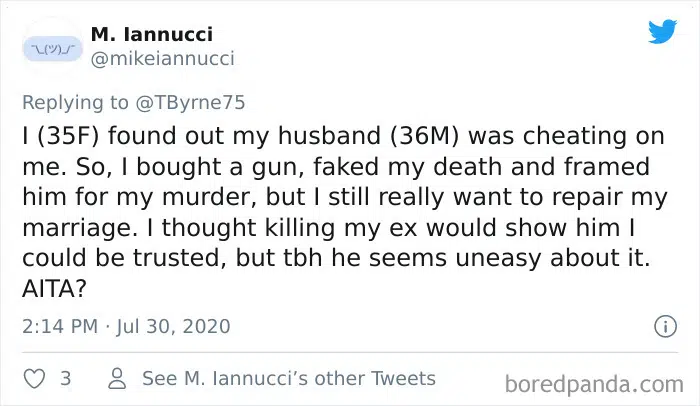 ¯\_(ツ)_/¯
M. Iannucci
@mikeiannucci
Replying to @TByrne75
I (35F) found out my husband (36M) was cheating on
me. So, I bought a gun, faked my death and framed
him for my murder, but I still really want to repair my
marriage. I thought killing my ex would show him I
could be trusted, but tbh he seems uneasy about it.
AITA?
2:14 PM · Jul 30, 2020
3 See M. Iannucci’s other Tweets
boredpanda.com